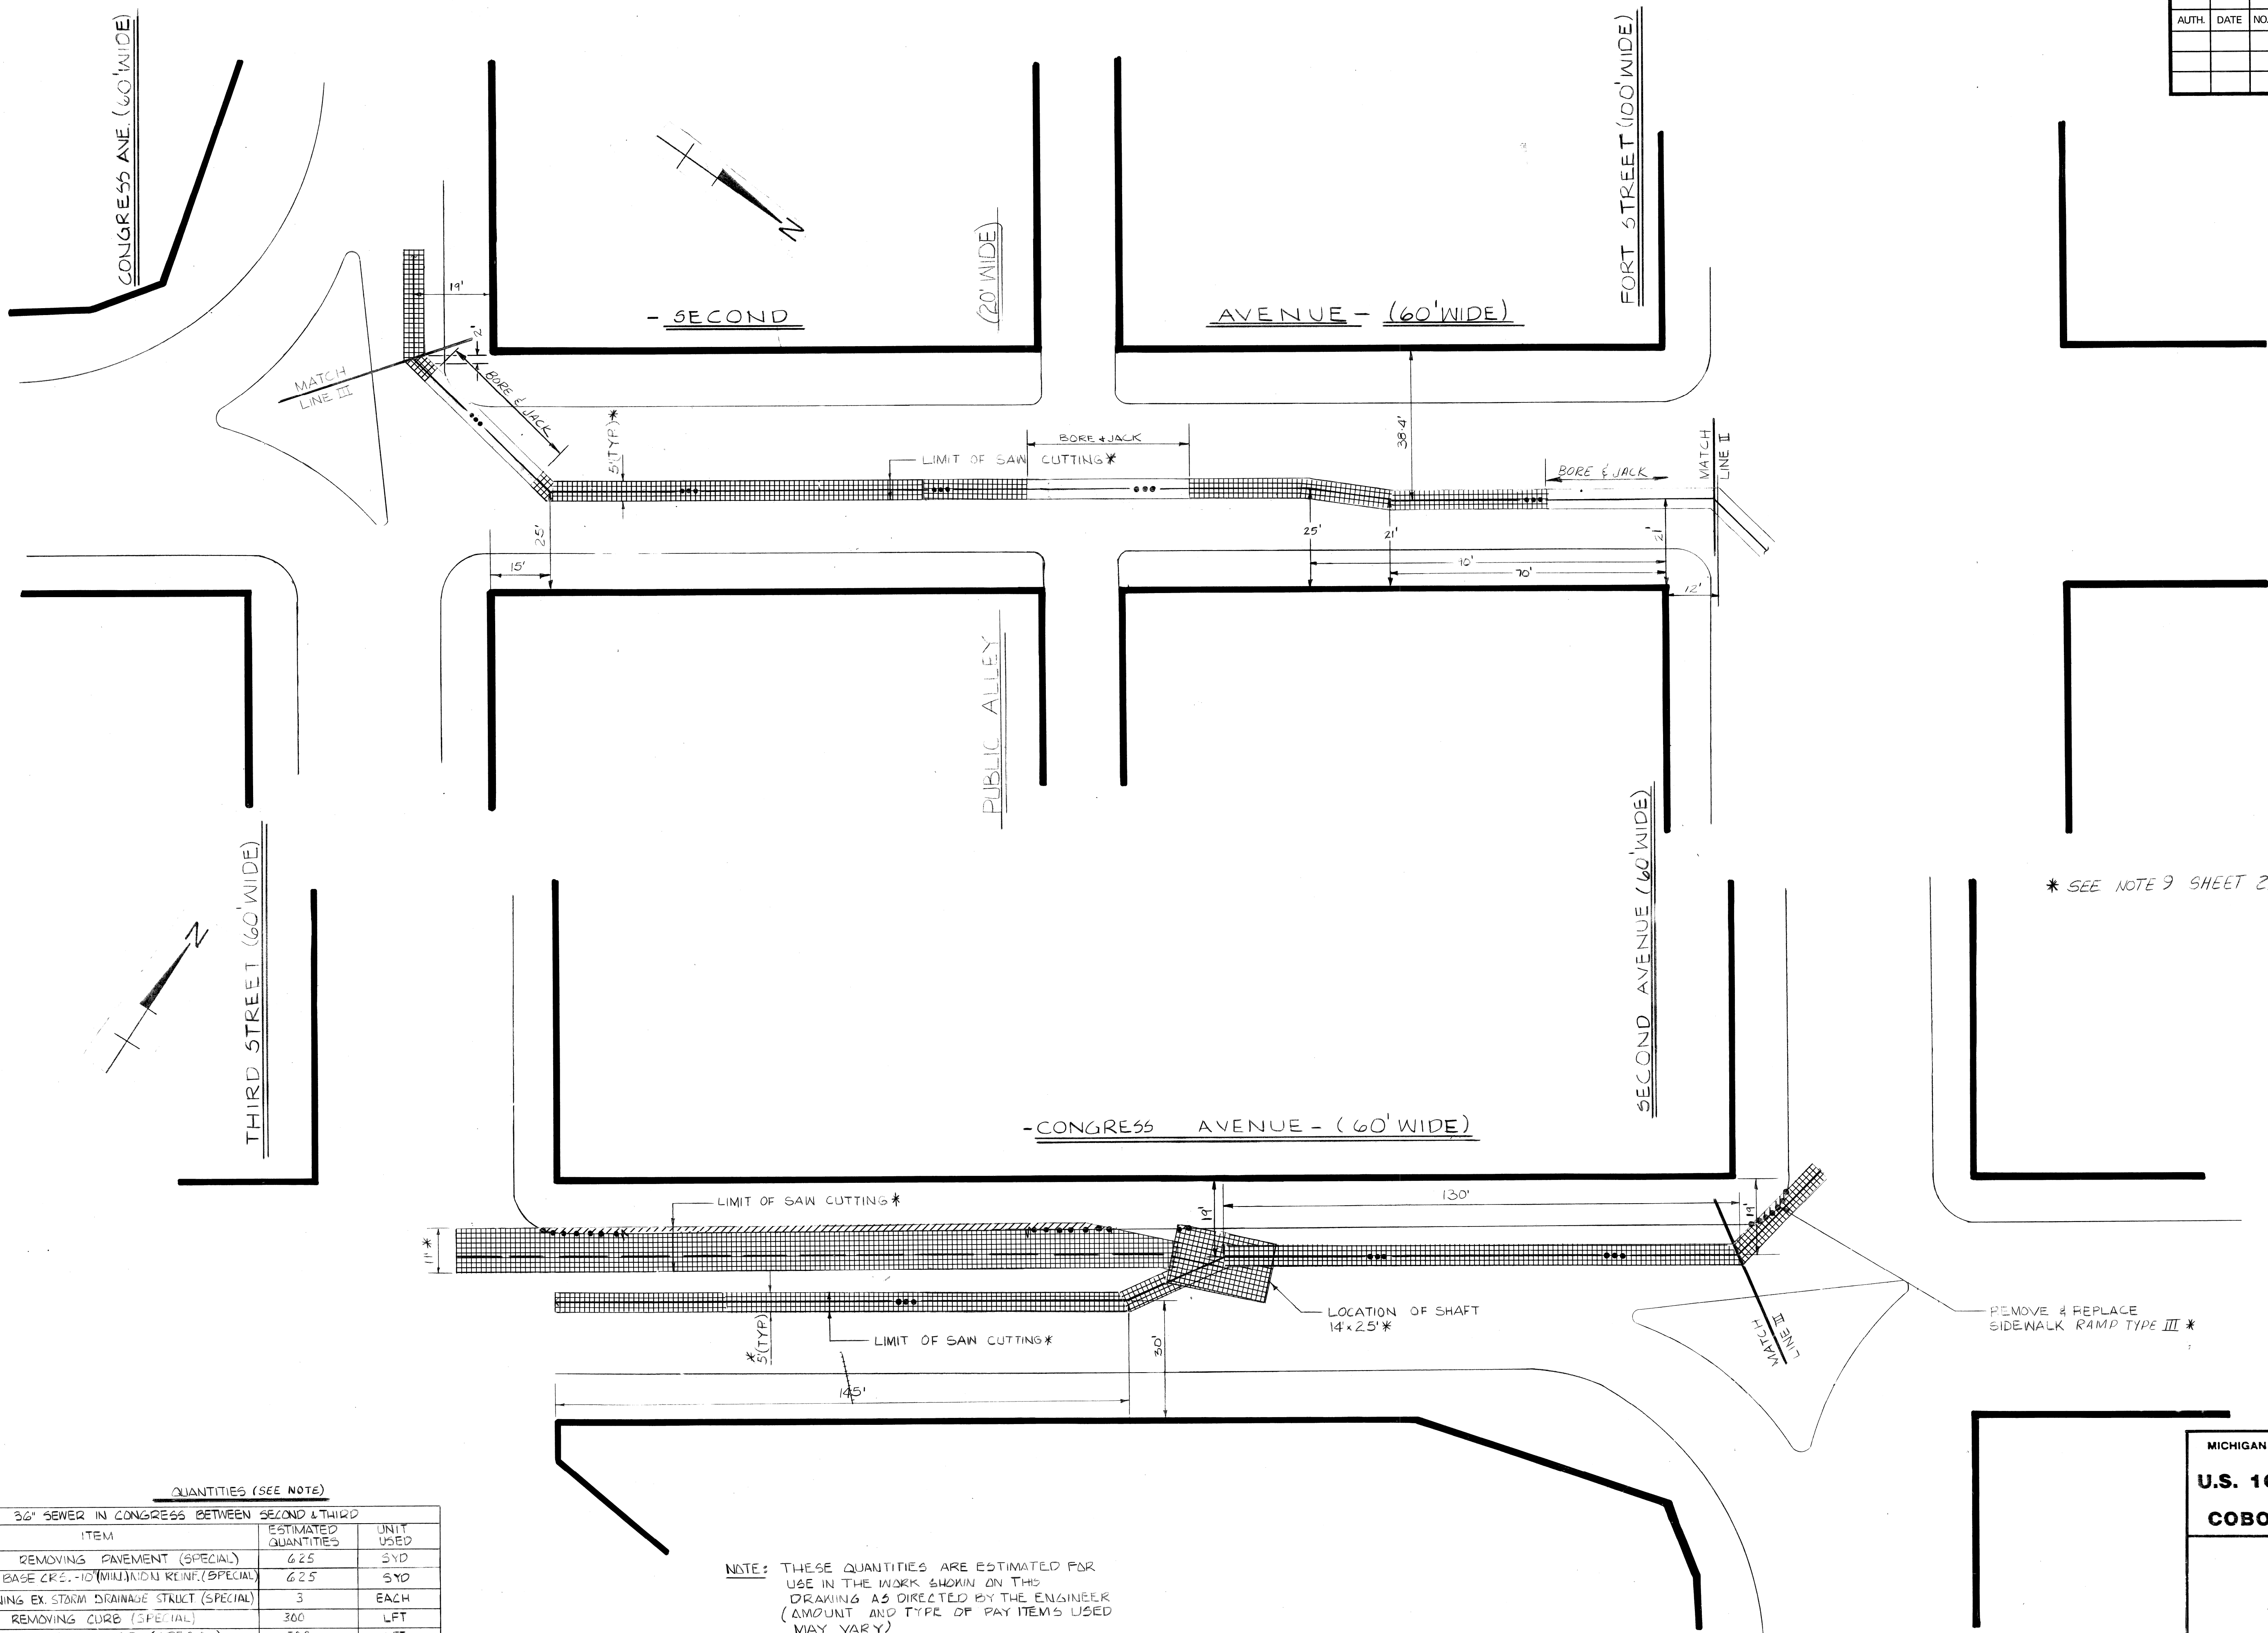 AUTH. DATE NO.
CONGRESS AVE. (60' WIDE)
FORT STREET (100' WIDE)
N
(20' WIDE)
- SECOND AVENUE - (60' WIDE)
19'
2'
MATCH LINE III
BORE & JACK
5' (TYP.)*
LIMIT OF SAW CUTTING*
BORE & JACK
38.4'
BORE & JACK
MATCH LINE II
25'
15'
25'
21'
21'
70'
12'
PUBLIC ALLEY
THIRD STREET (60' WIDE)
N
SECOND AVENUE (60' WIDE)
* SEE NOTE 9 SHEET 2
- CONGRESS AVENUE - (60' WIDE)
LIMIT OF SAW CUTTING*
130'
19'
19'
11' *
LOCATION OF SHAFT
14' x 25' *
REMOVE & REPLACE
SIDEWALK RAMP TYPE III *
MATCH LINE II
* 5' (TYP)
LIMIT OF SAW CUTTING*
30'
145'
QUANTITIES (SEE NOTE)
36" SEWER IN CONGRESS BETWEEN SECOND & THIRD
ITEM ESTIMATED QUANTITIES UNIT USED
REMOVING PAVEMENT (SPECIAL) 625 SYD
BASE CRS. -10" (MIN.) NON REINF. (SPECIAL) 625 SYD
EX. STORM DRAINAGE STRUCT (SPECIAL) 3 EACH
REMOVING CURB (SPECIAL) 300 LFT
NOTE: THESE QUANTITIES ARE ESTIMATED FOR
USE IN THE WORK SHOWN ON THIS
DRAWING AS DIRECTED BY THE ENGINEER
(AMOUNT AND TYPE OF PAY ITEMS USED
MAY VARY)
MICHIGAN
U.S. 1
COBO